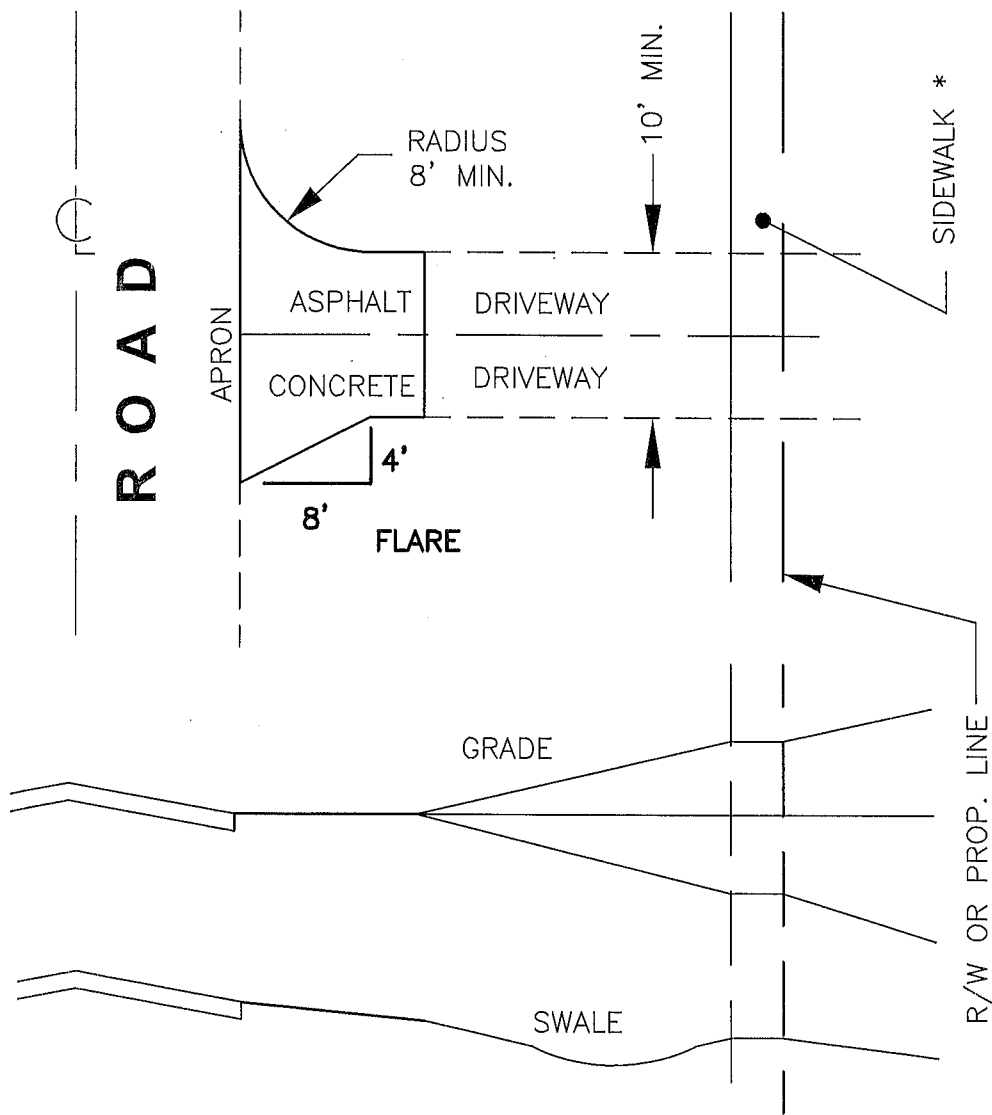 RADIUS
8' MIN.
10' MIN.
SIDEWALK *
℄
ROAD
APRON
ASPHALT
DRIVEWAY
CONCRETE
DRIVEWAY
4'
8'
FLARE
GRADE
R/W OR PROP. LINE
SWALE